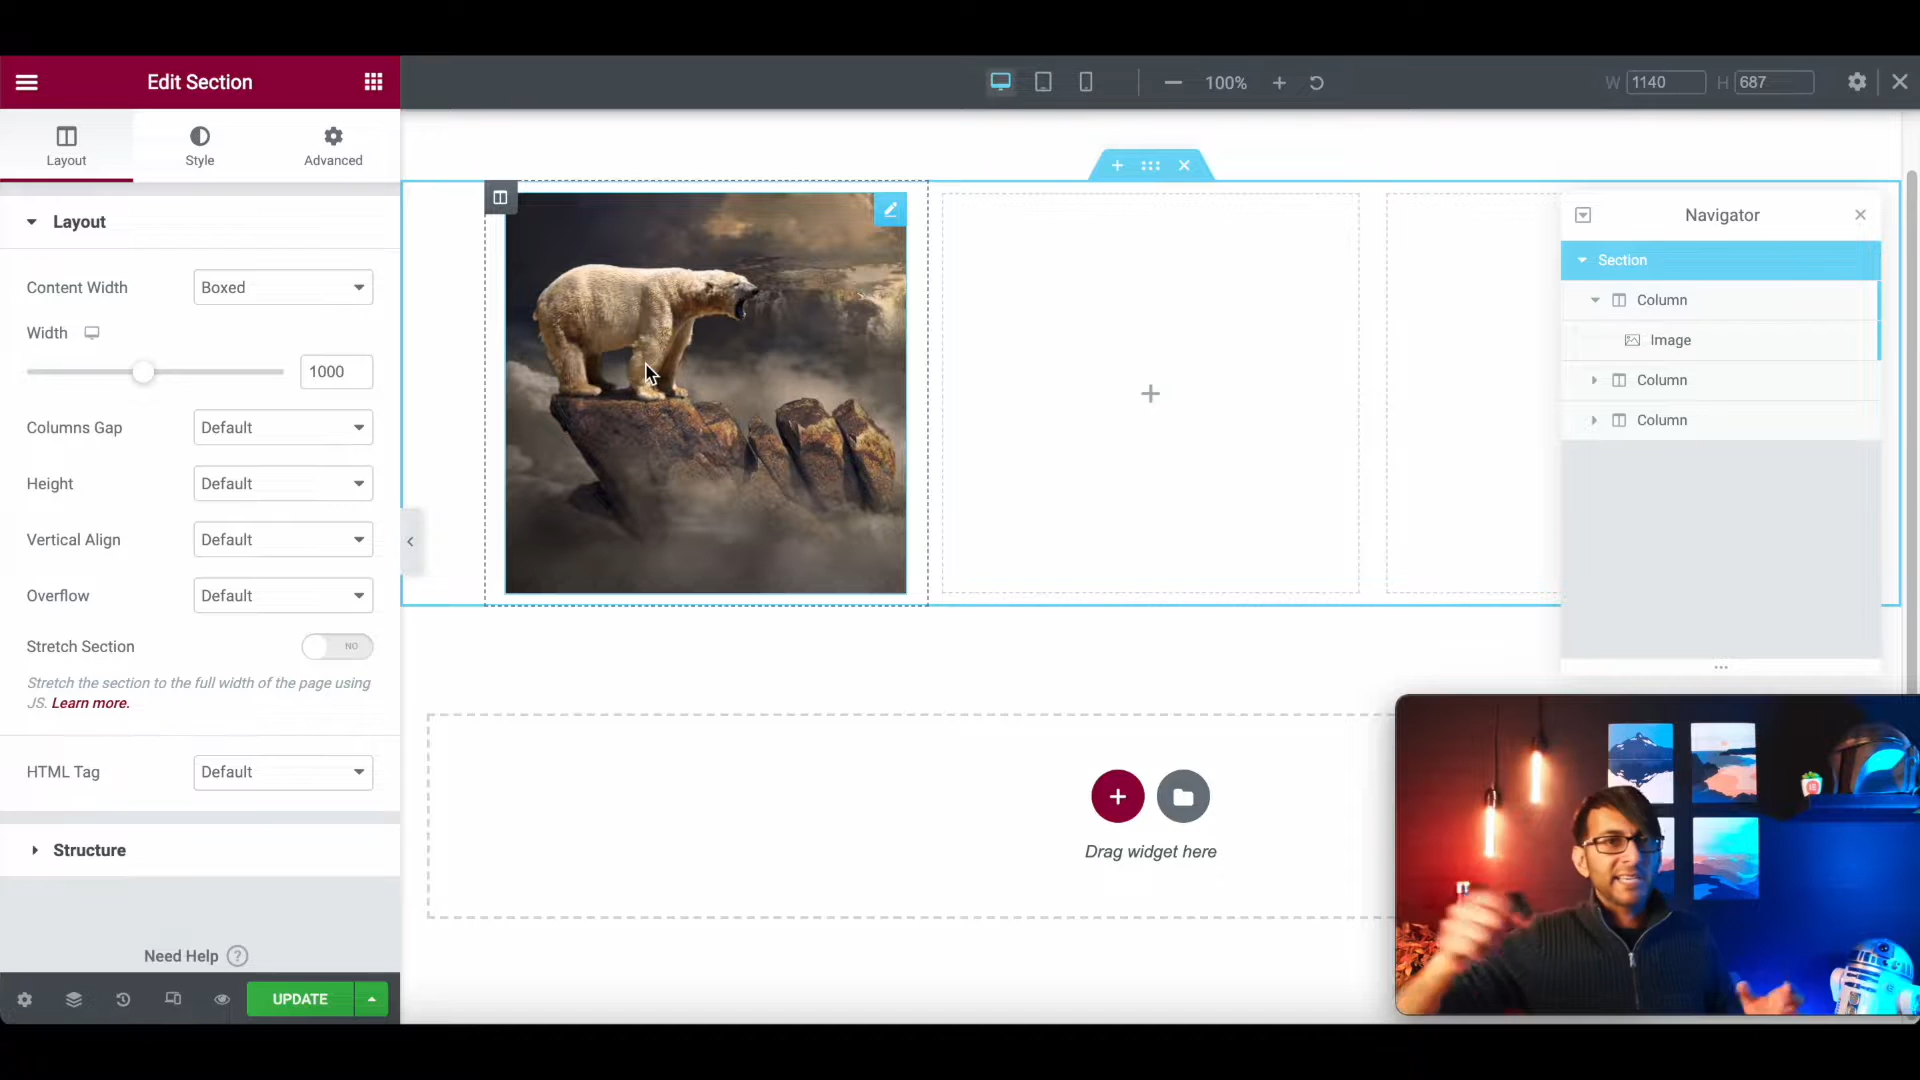 Edit Section
100%
W 1140
H 687
Layout
Style
Advanced
Layout
Content Width
Boxed
Width
1000
Columns Gap
Default
Height
Default
Vertical Align
Default
Overflow
Default
Stretch Section
NO
Stretch the section to the full width of the page using
JS. Learn more.
HTML Tag
Default
Structure
Need Help ?
UPDATE
Navigator
Section
Column
Image
Column
Column
Drag widget here